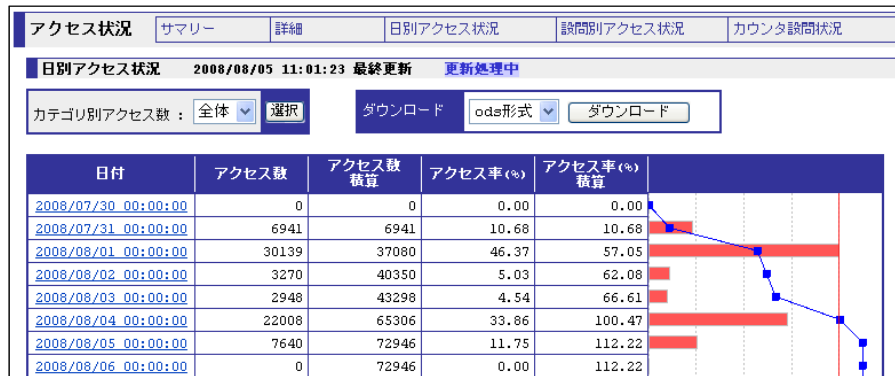 アクセス状況 サマリー 詳細 日別アクセス状況 設問別アクセス状況 カウンタ設問状況
日別アクセス状況 2008/08/05 11:01:23 最終更新 更新処理中
カテゴリ別アクセス数 : 全体 選択 ダウンロード ods形式 ダウンロード
日付 アクセス数 アクセス数積算 アクセス率(%) アクセス率(%)積算
2008/07/30 00:00:00 0 0 0.00 0.00
2008/07/31 00:00:00 6941 6941 10.68 10.68
2008/08/01 00:00:00 30139 37080 46.37 57.05
2008/08/02 00:00:00 3270 40350 5.03 62.08
2008/08/03 00:00:00 2948 43298 4.54 66.61
2008/08/04 00:00:00 22008 65306 33.86 100.47
2008/08/05 00:00:00 7640 72946 11.75 112.22
2008/08/06 00:00:00 0 72946 0.00 112.22